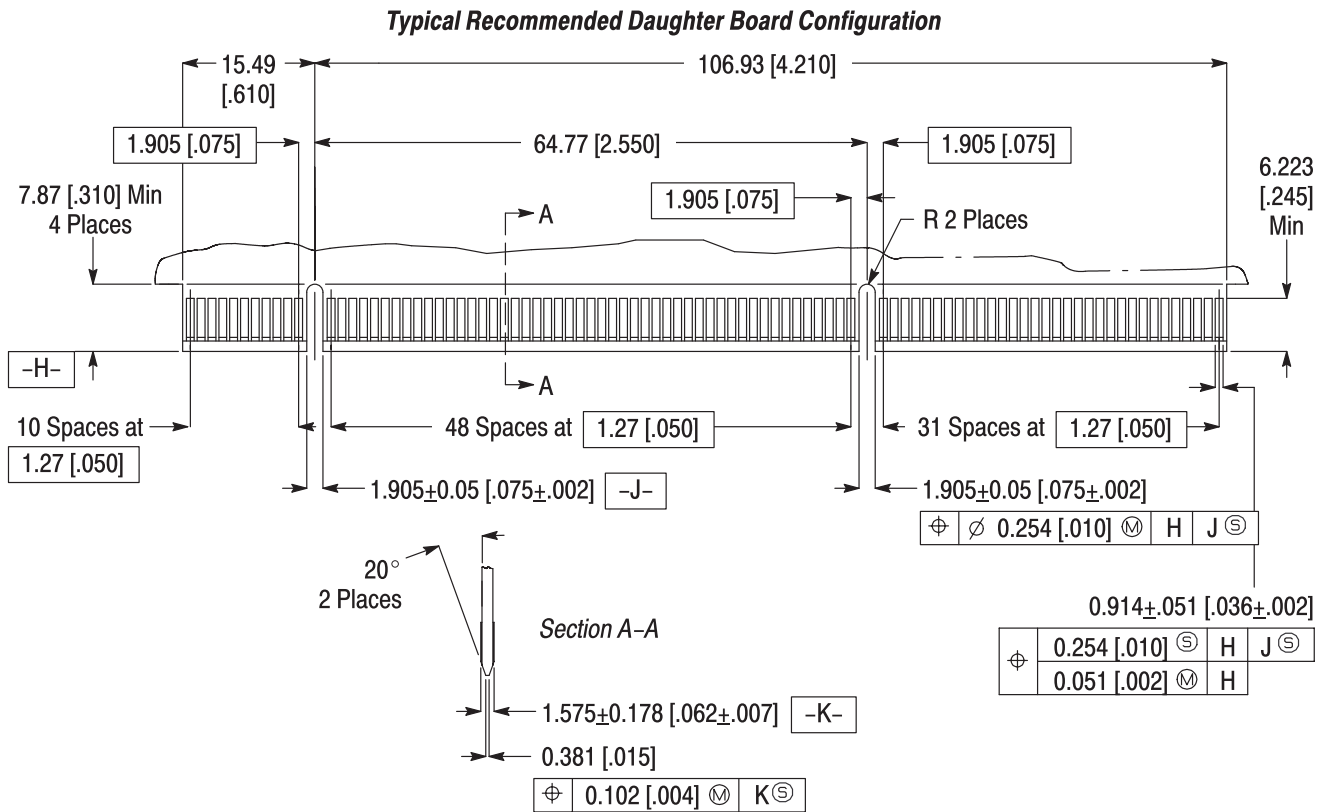 Typical Recommended Daughter Board Configuration
15.49
[.610]
106.93 [4.210]
1.905 [.075]
64.77 [2.550]
1.905 [.075]
7.87 [.310] Min
4 Places
1.905 [.075]
6.223
[.245]
Min
A
R 2 Places
–H–
A
10 Spaces at
1.27 [.050]
48 Spaces at 1.27 [.050]
31 Spaces at 1.27 [.050]
1.905±0.05 [.075±.002] –J–
1.905±0.05 [.075±.002]
⌖ ⌀ 0.254 [.010] Ⓜ H J Ⓢ
20°
2 Places
Section A–A
0.914±.051 [.036±.002]
⌖ 0.254 [.010] Ⓢ H J Ⓢ
0.051 [.002] Ⓜ H
1.575±0.178 [.062±.007] –K–
0.381 [.015]
⌖ 0.102 [.004] Ⓜ K Ⓢ